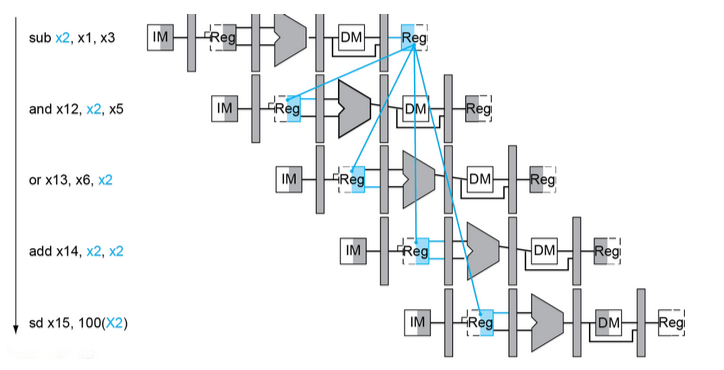 sub x2, x1, x3 IM Reg DM Reg
and x12, x2, x5 IM Reg DM Reg
or x13, x6, x2 IM Reg DM Reg
add x14, x2, x2 IM Reg DM Reg
sd x15, 100(X2) IM Reg DM Reg